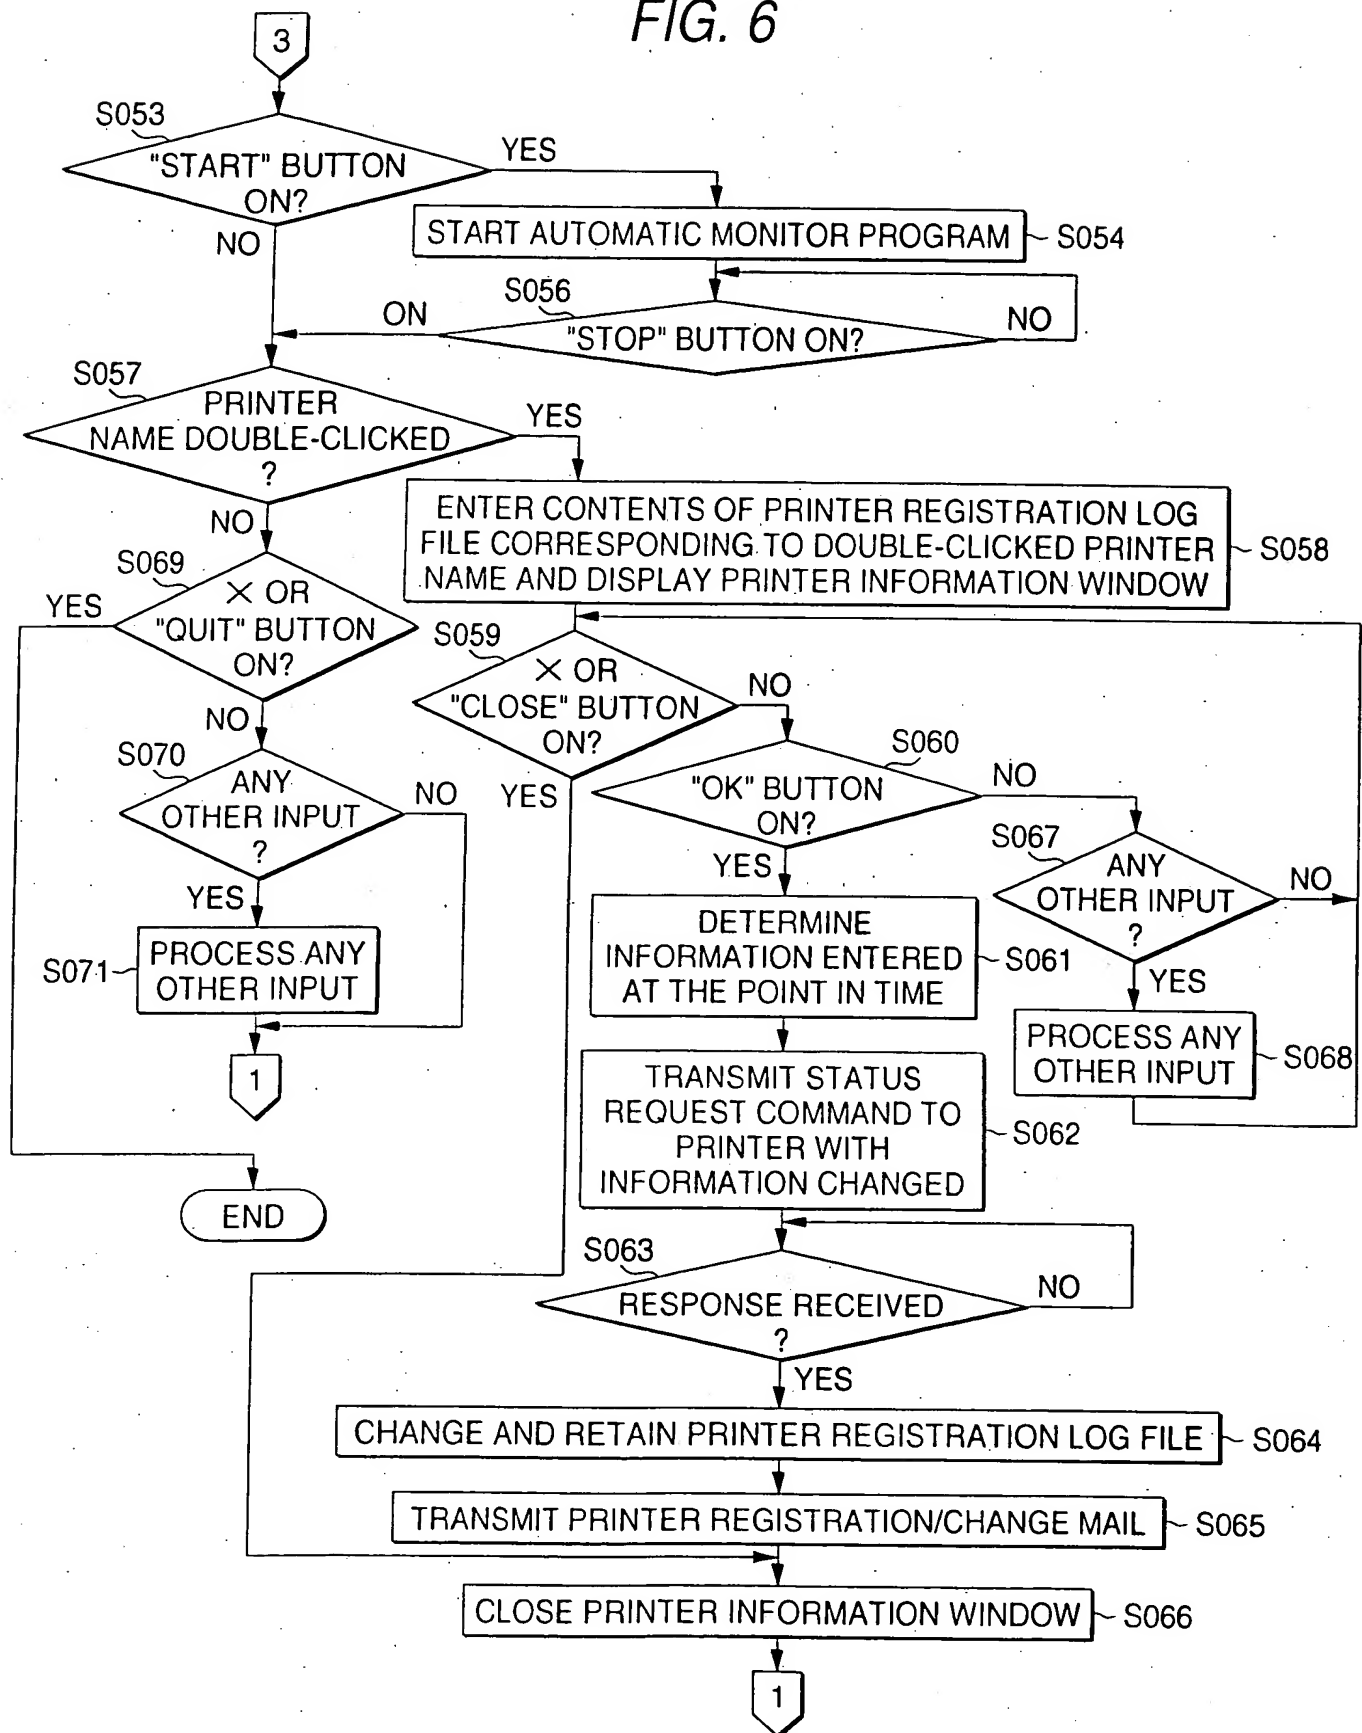 FIG. 6
3
S053
"START" BUTTON
ON?
YES
NO
START AUTOMATIC MONITOR PROGRAM
S054
S056
ON
"STOP" BUTTON ON?
NO
S057
PRINTER
NAME DOUBLE-CLICKED
?
YES
NO
ENTER CONTENTS OF PRINTER REGISTRATION LOG
FILE CORRESPONDING TO DOUBLE-CLICKED PRINTER
NAME AND DISPLAY PRINTER INFORMATION WINDOW
S058
S069
YES
X OR
"QUIT" BUTTON
ON?
NO
S059
X OR
"CLOSE" BUTTON
ON?
NO
YES
S070
ANY
OTHER INPUT
?
NO
YES
S071
PROCESS ANY
OTHER INPUT
1
END
S060
"OK" BUTTON
ON?
NO
YES
S067
ANY
OTHER INPUT
?
NO
YES
DETERMINE
INFORMATION ENTERED
AT THE POINT IN TIME
S061
PROCESS ANY
OTHER INPUT
S068
TRANSMIT STATUS
REQUEST COMMAND TO
PRINTER WITH
INFORMATION CHANGED
S062
S063
RESPONSE RECEIVED
?
NO
YES
CHANGE AND RETAIN PRINTER REGISTRATION LOG FILE
S064
TRANSMIT PRINTER REGISTRATION/CHANGE MAIL
S065
CLOSE PRINTER INFORMATION WINDOW
S066
1